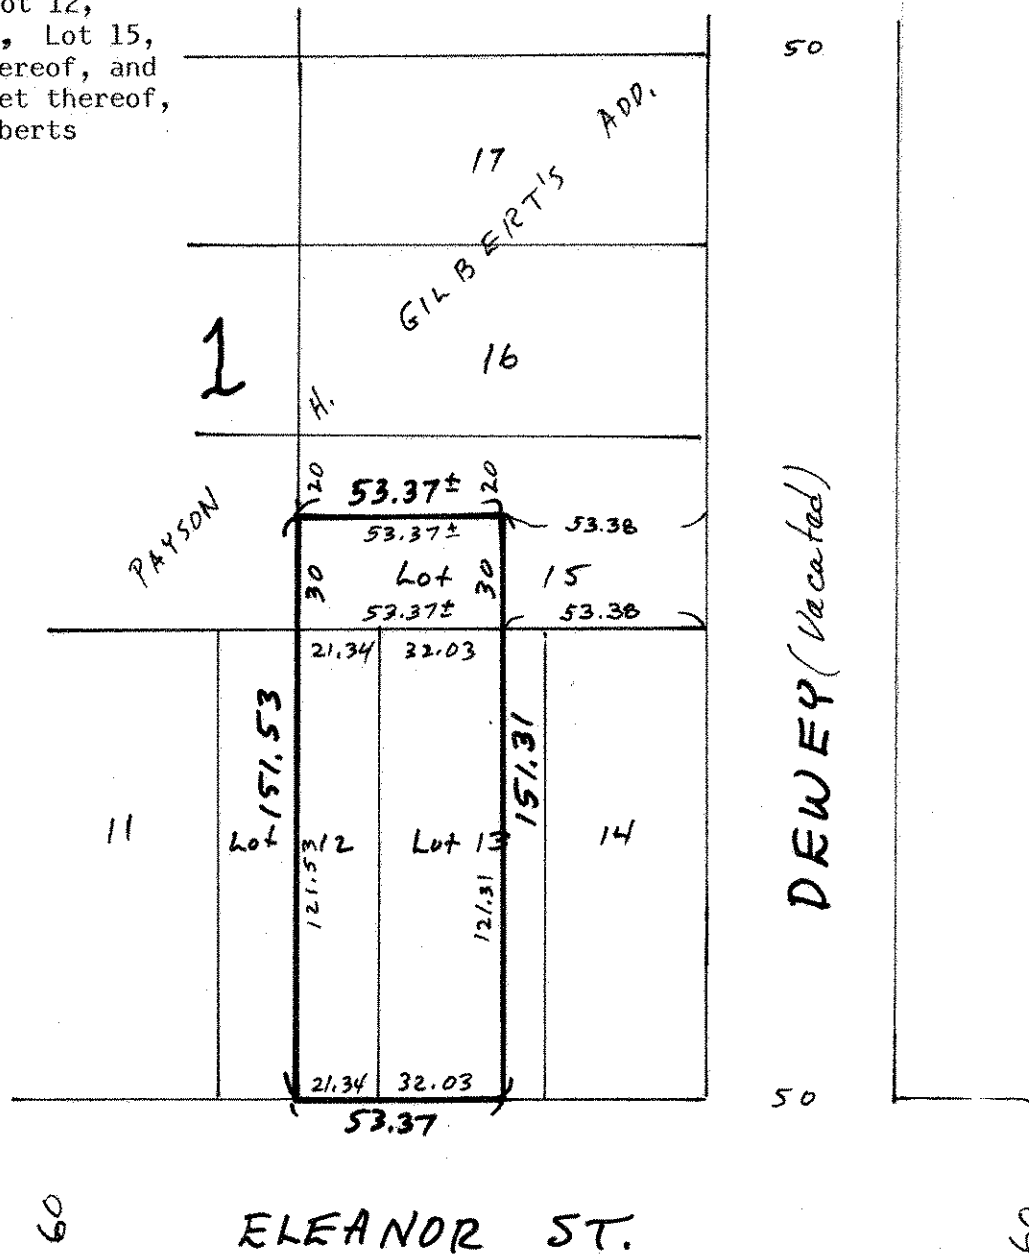 ot 12,
, Lot 15,
ereof, and
et thereof,
berts
50
17
PAYSON H. GILBERT'S ADD.
1
16
20
53.37±
20
53.37±
53.38
30
Lot 15
30
53.37±
53.38
21.34
32.03
151.53
151.31
11
Lot 12
Lot 13
14
121.53
121.31
DEWEY (Vacated)
21.34
32.03
53.37
50
60
ELEANOR ST.
60